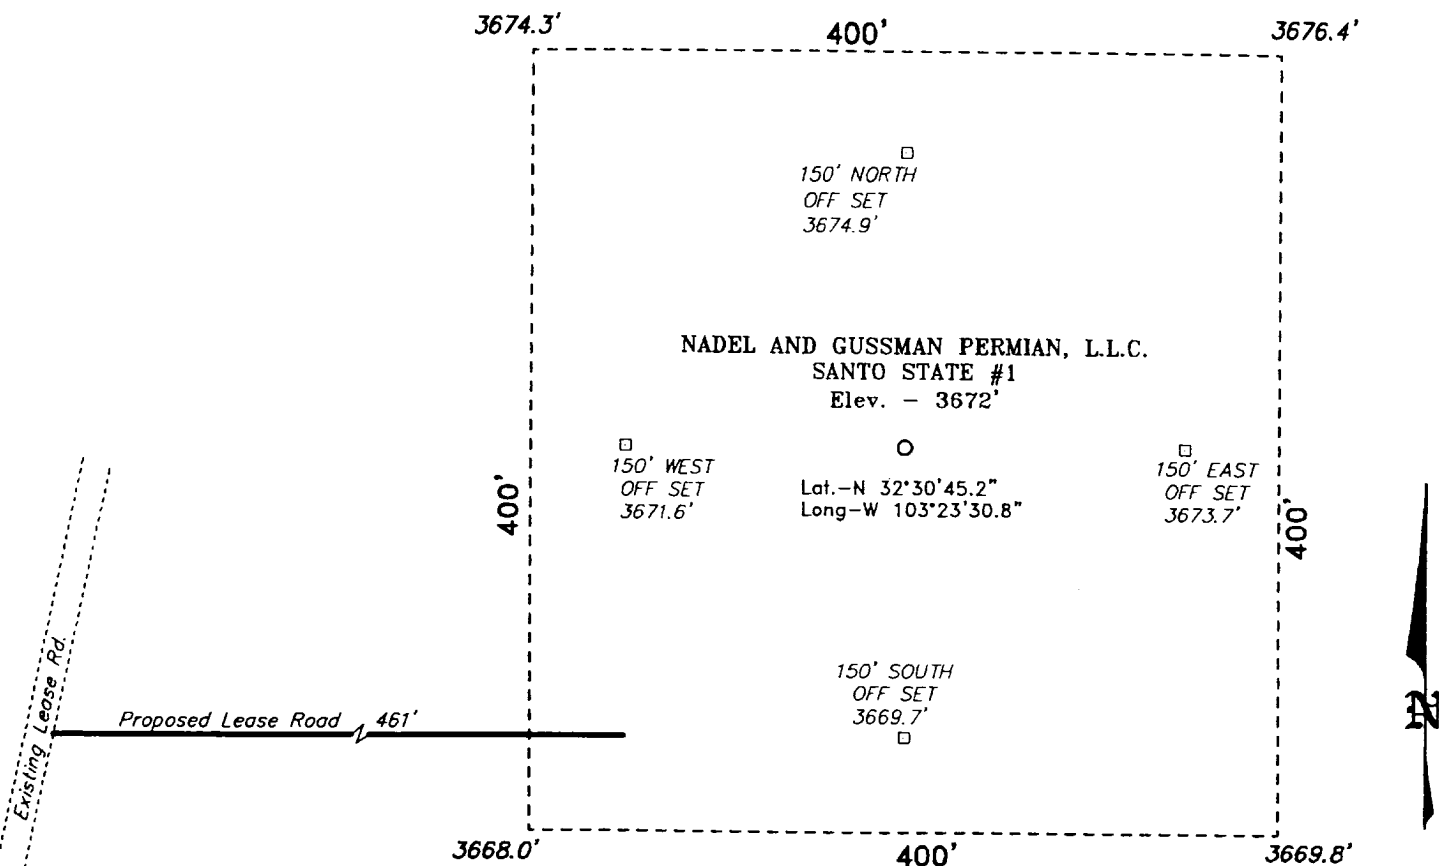 3674.3'
400'
3676.4'
150' NORTH
OFF SET
3674.9'
NADEL AND GUSSMAN PERMIAN, L.L.C.
SANTO STATE #1
Elev. - 3672'
150' WEST
OFF SET
3671.6'
Lat.-N 32°30'45.2"
Long-W 103°23'30.8"
150' EAST
OFF SET
3673.7'
400'
400'
150' SOUTH
OFF SET
3669.7'
Existing Lease Rd.
Proposed Lease Road 461'
N
3668.0'
400'
3669.8'